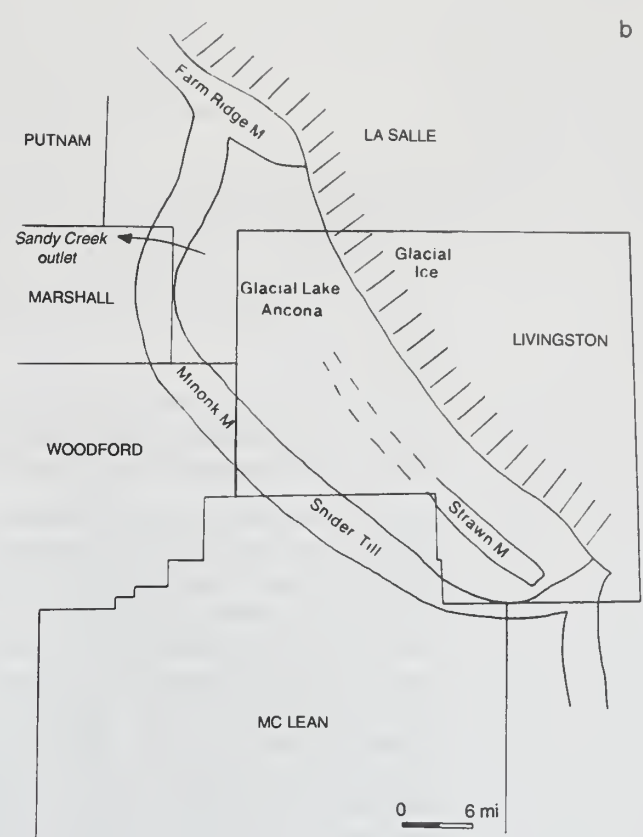 b
Farm Ridge M
PUTNAM
LA SALLE
Sandy Creek
outlet
Glacial
Ice
Glacial Lake
Ancona
MARSHALL
LIVINGSTON
Minonk M
WOODFORD
Snider Till
Strawn M
MC LEAN
0 6 mi